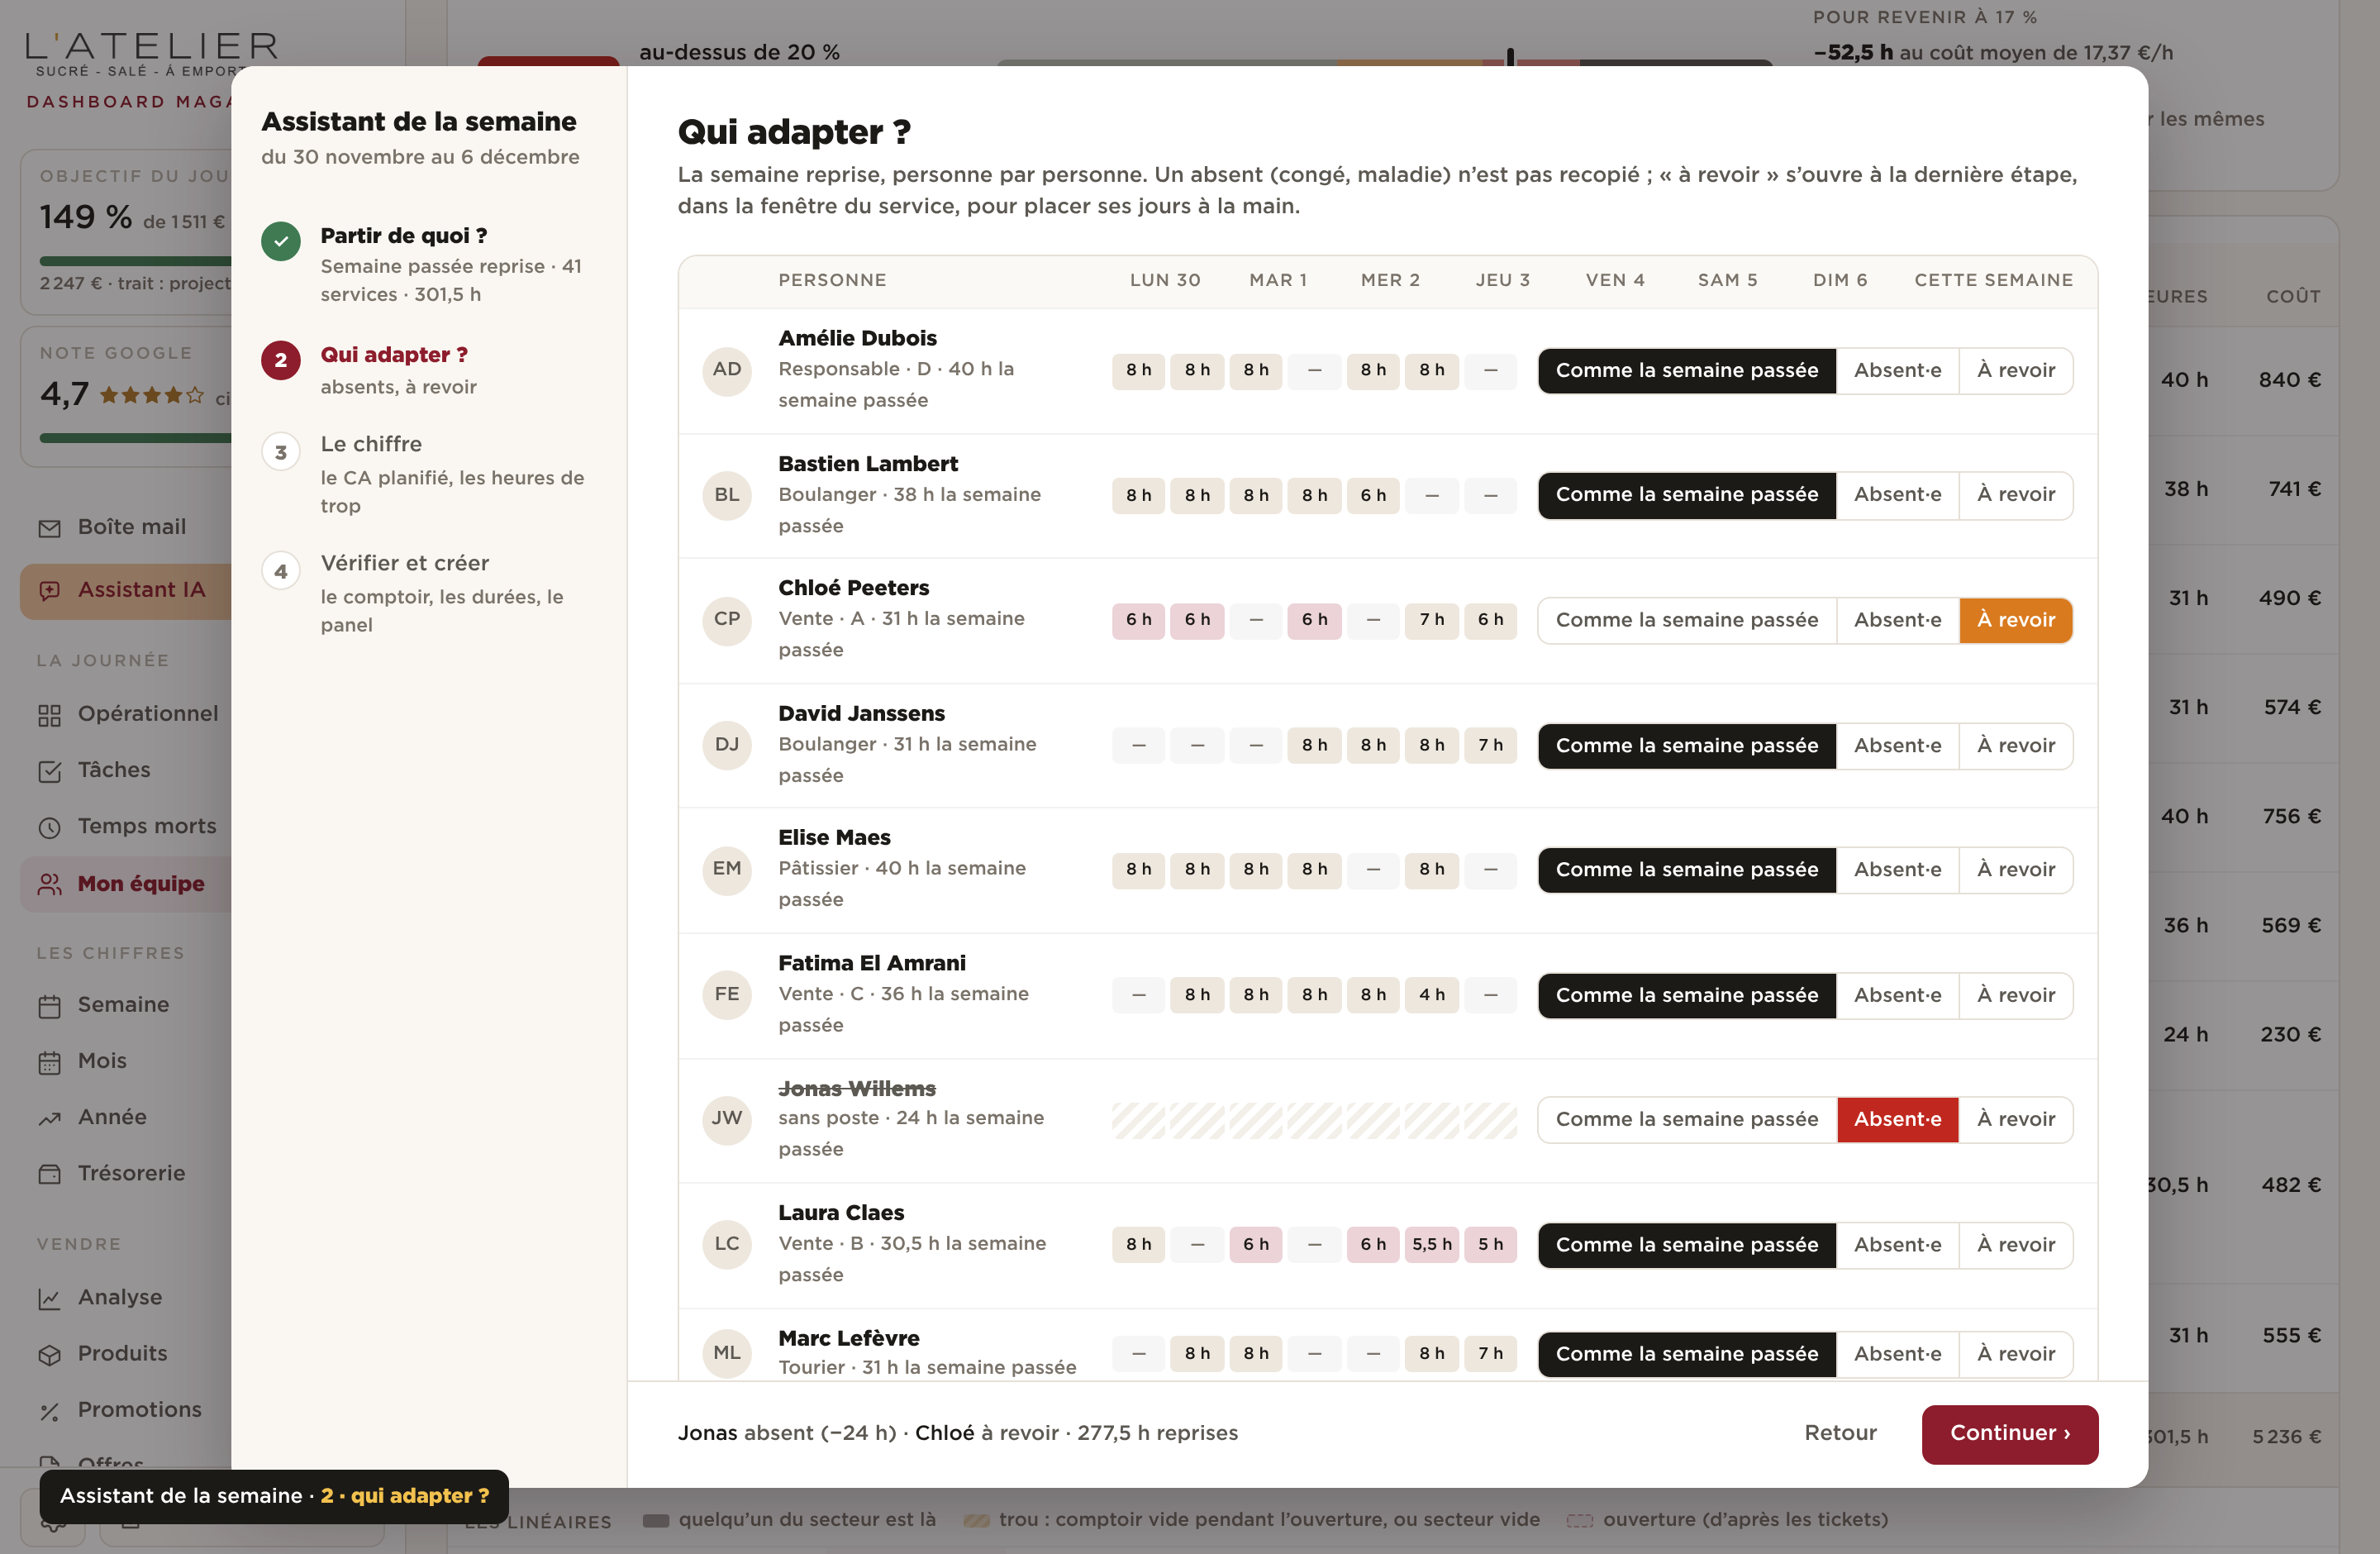 L'ATELIER
SUCRÉ - SALÉ - À EMPORT
DASHBOARD MAGA
OBJECTIF DU JOU
149 % de 1 511 €
2 247 € · trait : project
NOTE GOOGLE
4,7 ★★★★☆ ci
Boîte mail
Assistant IA
LA JOURNÉE
Opérationnel
Tâches
Temps morts
Mon équipe
LES CHIFFRES
Semaine
Mois
Année
Trésorerie
VENDRE
Analyse
Produits
Promotions
Offres
au-dessus de 20 %
POUR REVENIR À 17 %
−52,5 h au coût moyen de 17,37 €/h
les mêmes
Assistant de la semaine
du 30 novembre au 6 décembre
Partir de quoi ?
Semaine passée reprise · 41
services · 301,5 h
2 Qui adapter ?
absents, à revoir
3 Le chiffre
le CA planifié, les heures de
trop
4 Vérifier et créer
le comptoir, les durées, le
panel
Qui adapter ?
La semaine reprise, personne par personne. Un absent (congé, maladie) n’est pas recopié ; « à revoir » s’ouvre à la dernière étape,
dans la fenêtre du service, pour placer ses jours à la main.
PERSONNE LUN 30 MAR 1 MER 2 JEU 3 VEN 4 SAM 5 DIM 6 CETTE SEMAINE
Amélie Dubois
AD Responsable · D · 40 h la 8 h 8 h 8 h — 8 h 8 h — Comme la semaine passée Absent·e À revoir
semaine passée
Bastien Lambert
BL Boulanger · 38 h la semaine 8 h 8 h 8 h 8 h 6 h — — Comme la semaine passée Absent·e À revoir
passée
Chloé Peeters
CP Vente · A · 31 h la semaine 6 h 6 h — 6 h — 7 h 6 h Comme la semaine passée Absent·e À revoir
passée
David Janssens
DJ Boulanger · 31 h la semaine — — — 8 h 8 h 8 h 7 h Comme la semaine passée Absent·e À revoir
passée
Elise Maes
EM Pâtissier · 40 h la semaine 8 h 8 h 8 h 8 h — 8 h — Comme la semaine passée Absent·e À revoir
passée
Fatima El Amrani
FE Vente · C · 36 h la semaine — 8 h 8 h 8 h 8 h 4 h — Comme la semaine passée Absent·e À revoir
passée
Jonas Willems
JW sans poste · 24 h la semaine Comme la semaine passée Absent·e À revoir
passée
Laura Claes
LC Vente · B · 30,5 h la semaine 8 h — 6 h — 6 h 5,5 h 5 h Comme la semaine passée Absent·e À revoir
passée
Marc Lefèvre
ML Tourier · 31 h la semaine passée — 8 h 8 h — — 8 h 7 h Comme la semaine passée Absent·e À revoir
Jonas absent (−24 h) · Chloé à revoir · 277,5 h reprises
Retour Continuer ›
EURES COÛT
40 h 840 €
38 h 741 €
31 h 490 €
31 h 574 €
40 h 756 €
36 h 569 €
24 h 230 €
30,5 h 482 €
31 h 555 €
301,5 h 5 236 €
Assistant de la semaine · 2 · qui adapter ?
LES LINÉAIRES quelqu’un du secteur est là trou : comptoir vide pendant l’ouverture, ou secteur vide ouverture (d’après les tickets)